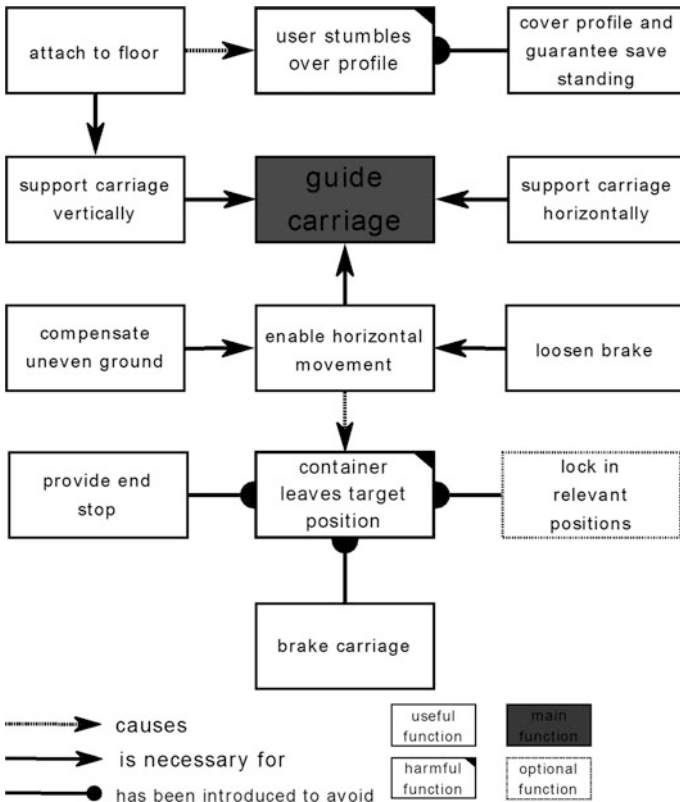 attach to floor
user stumbles
over profile
cover profile and
guarantee save
standing
support carriage
vertically
guide
carriage
support carriage
horizontally
compensate
uneven ground
enable horizontal
movement
loosen brake
provide end
stop
container
leaves target
position
lock in
relevant
positions
brake carriage
causes
is necessary for
has been introduced to avoid
useful
function
main
function
harmful
function
optional
function